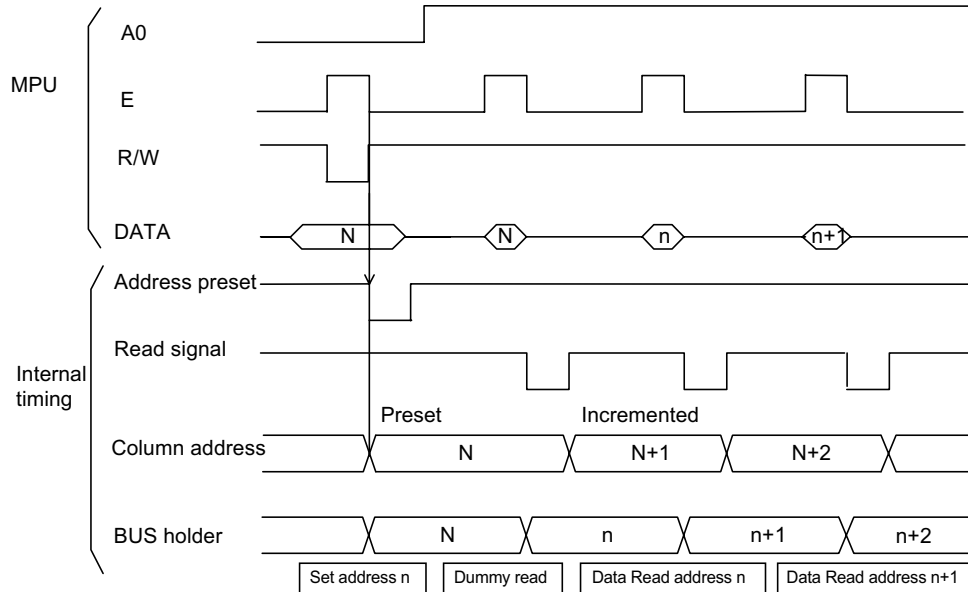 MPU
A0
E
R/W
DATA N N n n+1
Internal
timing
Address preset
Read signal
Preset Incremented
Column address N N+1 N+2
BUS holder N n n+1 n+2
Set address n Dummy read Data Read address n Data Read address n+1